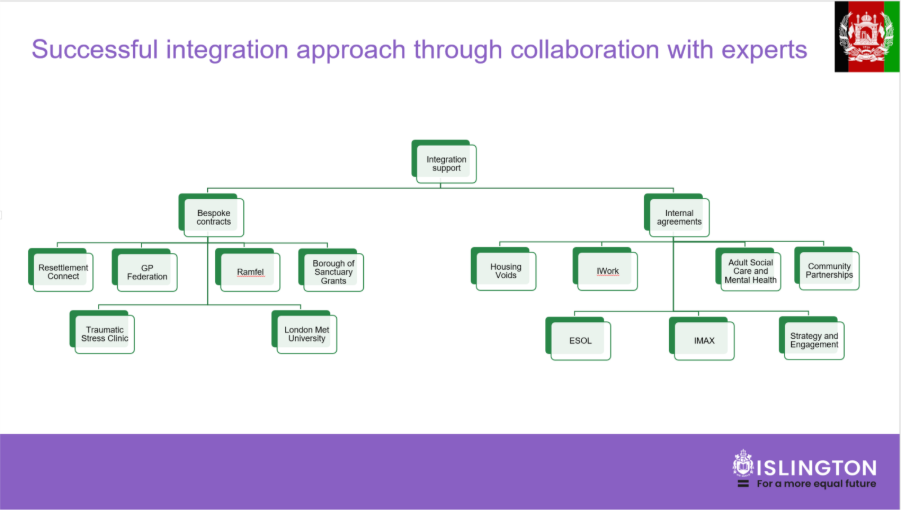 Successful integration approach through collaboration with experts
Integration
support
Bespoke
contracts
Internal
agreements
Resettlement
Connect
GP
Federation
Ramfel
Borough of
Sanctuary
Grants
Housing
Voids
IWork
Adult Social
Care and
Mental Health
Community
Partnerships
Traumatic
Stress Clinic
London Met
University
ESOL
IMAX
Strategy and
Engagement
ISLINGTON
For a more equal future